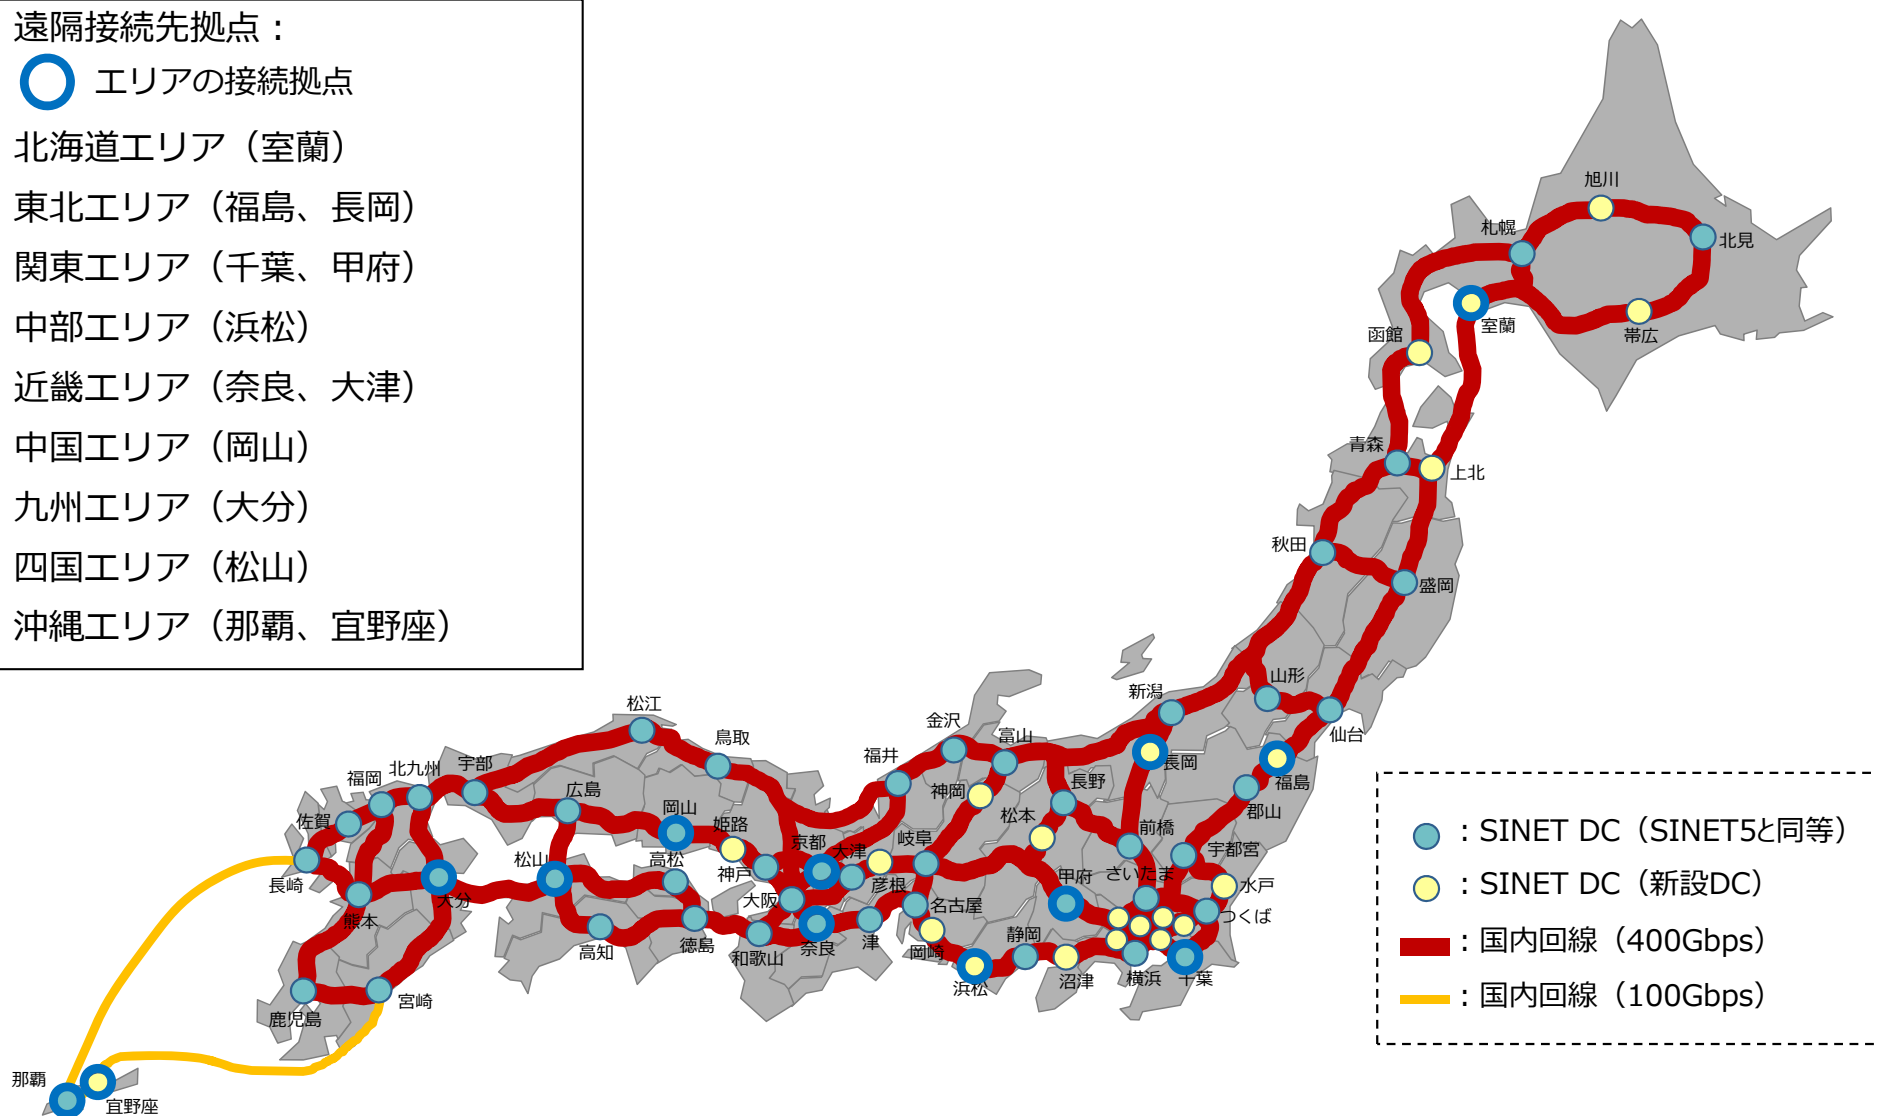 遠隔接続先拠点：
エリアの接続拠点
北海道エリア（室蘭）
東北エリア（福島、長岡）
関東エリア（千葉、甲府）
中部エリア（浜松）
近畿エリア（奈良、大津）
中国エリア（岡山）
九州エリア（大分）
四国エリア（松山）
沖縄エリア（那覇、宜野座）
旭川
札幌
北見
室蘭
函館
帯広
青森
上北
秋田
盛岡
山形
新潟
仙台
松江
金沢
富山
鳥取
福井
長岡
福島
長野
北九州
宇部
福岡
広島
神岡
郡山
岡山
姫路
松本
前橋
佐賀
京都
大津
岐阜
宇都宮
松山
高松
神戸
彦根
甲府
さいたま
水戸
長崎
大分
大阪
名古屋
つくば
熊本
高知
徳島
和歌山
奈良
津
岡崎
静岡
浜松
沼津
横浜
千葉
宮崎
鹿児島
那覇
宜野座
：SINET DC（SINET5と同等）
：SINET DC（新設DC）
：国内回線（400Gbps）
：国内回線（100Gbps）